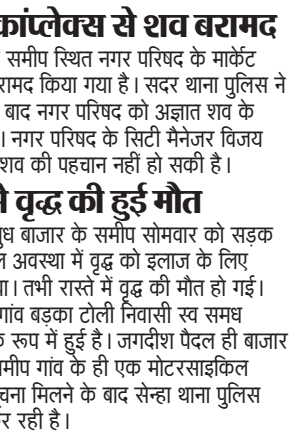 कांप्लेक्स से शव बरामद
समीप स्थित नगर परिषद के मार्केट
किया गया है। सदर थाना पुलिस ने
बाद नगर परिषद को अज्ञात शव के
। नगर परिषद के सिटी मैनेजर विजय
शव की पहचान नहीं हो सकी है।
वृद्ध की हुई मौत
बाजार के समीप सोमवार को सड़क
अवस्था में वृद्ध को इलाज के लिए
। तभी रास्ते में वृद्ध की मौत हो गई।
गांव बड़का टोली निवासी स्व समध
रूप में हुई है। जगदीश पैदल ही बाजार
गांव के ही एक मोटरसाइकिल
मिलने के बाद सेन्हा थाना पुलिस
रही है।